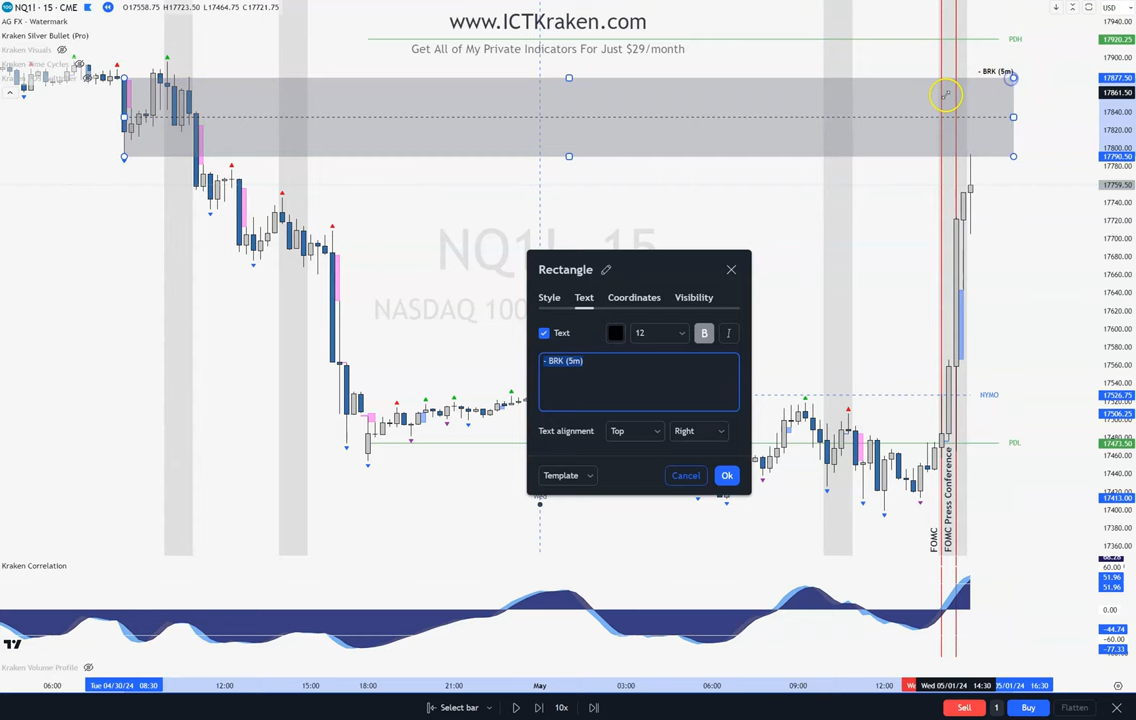 NQ1! · 15 · CME O17558.75 H17723.50 L17464.75 C17721.75
AG FX - Watermark
Kraken Silver Bullet (Pro)
Kraken Visuals
www.ICTKraken.com
Get All of My Private Indicators For Just $29/month
USD
17940.00
PDH
17920.25
17900.00
- BRK (5m)
17877.50
17861.50
17840.00
17820.00
17800.00
17790.50
17759.50
17740.00
17720.00
17700.00
17680.00
17660.00
17640.00
17620.00
17600.00
17580.00
17560.00
17540.00
NQ1! 15
NASDAQ 100
Rectangle
Style Text Coordinates Visibility
Text 12 B I
- BRK (5m)
Text alignment Top Right
Template Cancel Ok
NYMO
17526.75
17506.25
PDL
17473.50
17460.00
17440.00
17413.00
17400.00
17380.00
17360.00
FOMC
FOMC Press Conference
Kraken Correlation
60.00
51.96
51.96
0.00
-44.74
-60.00
-77.33
Kraken Volume Profile
06:00 Tue 04/30/24 08:30 12:00 15:00 18:00 21:00 May 03:00 06:00 09:00 12:00 Wed 05/01/24 14:30 05/01/24 16:30
Select bar 10x Sell 1 Buy Flatten